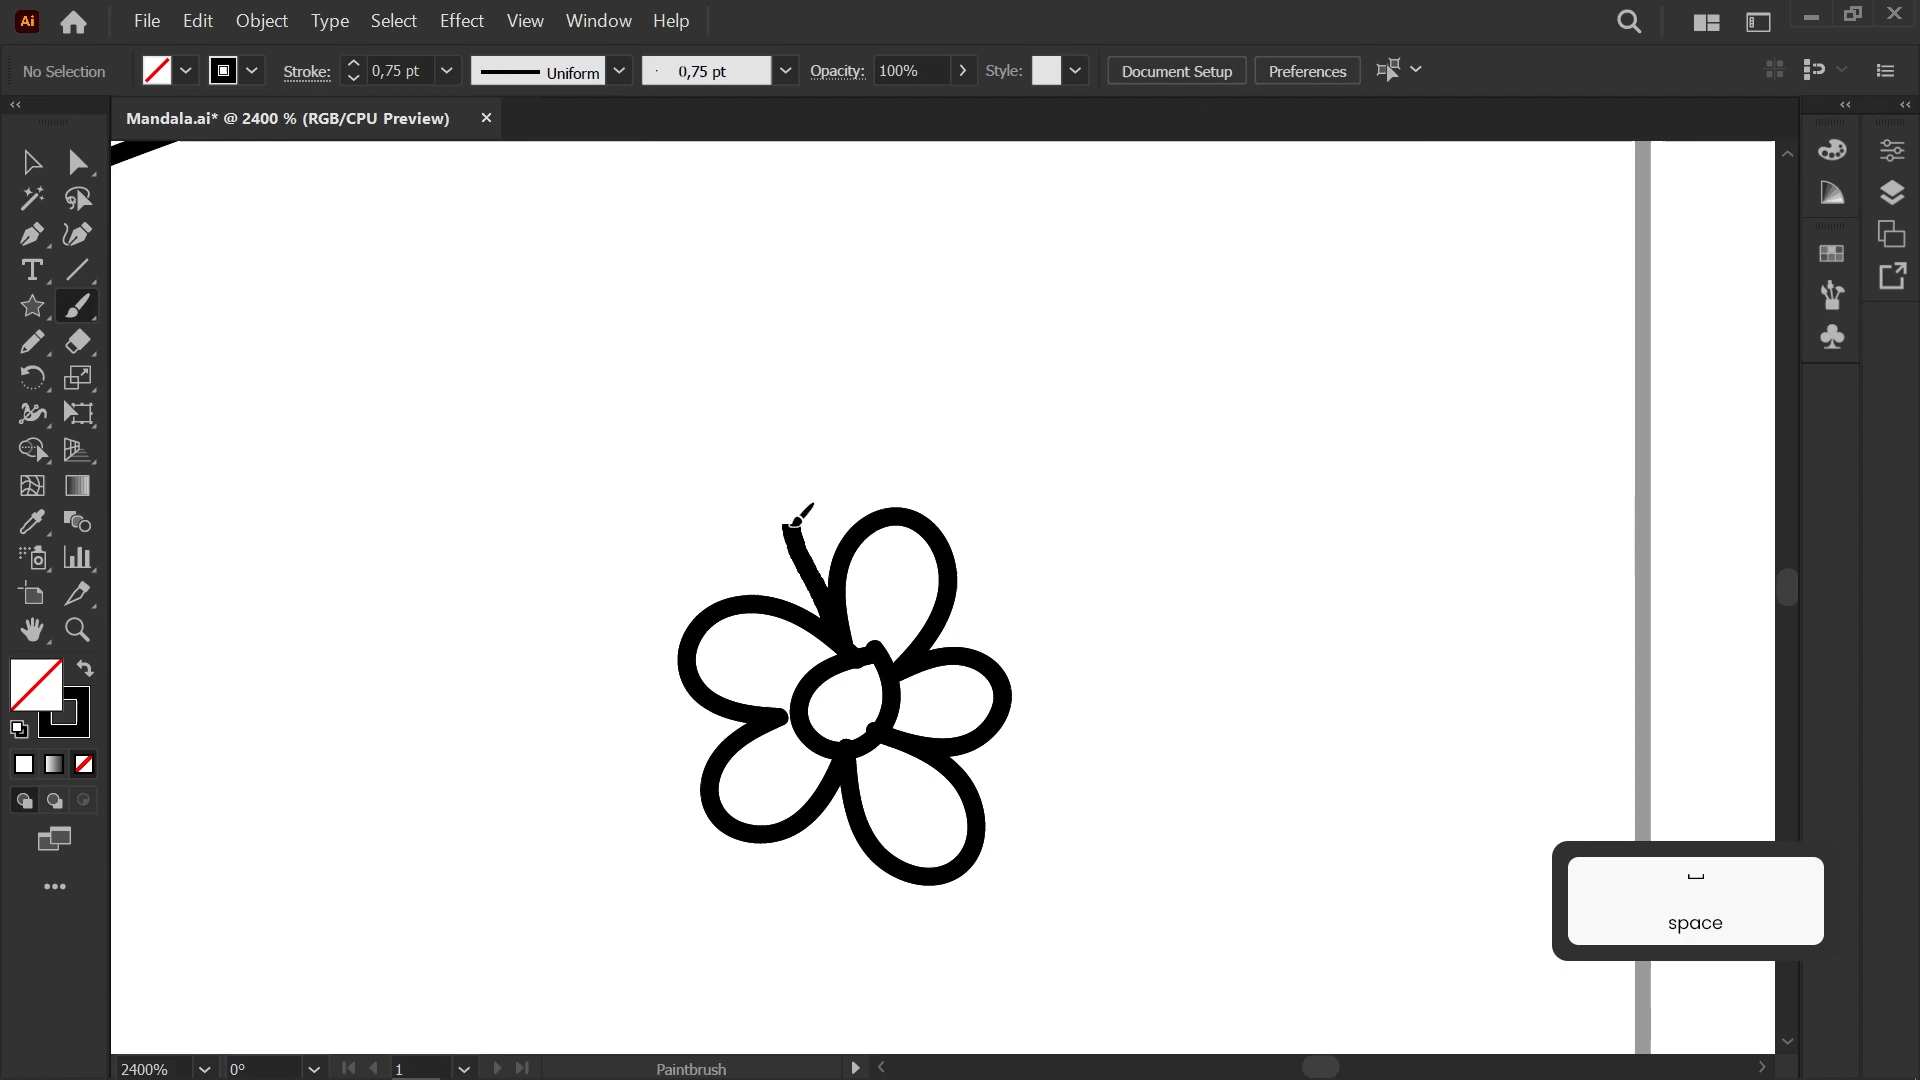 Ai File Edit Object Type Select Effect View Window Help
No Selection Stroke: 0,75 pt Uniform 0,75 pt Opacity: 100% Style: Document Setup Preferences
Mandala.ai* @ 2400 % (RGB/CPU Preview)
space
2400% 0° 1 Paintbrush